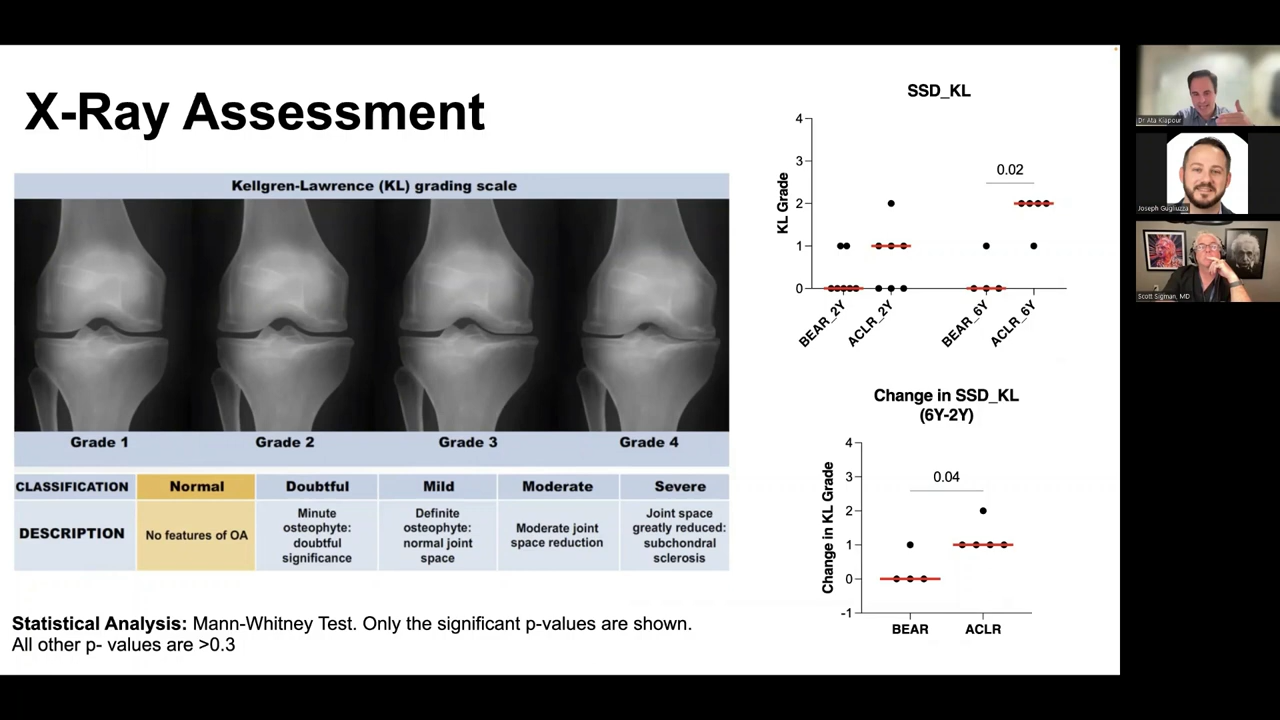 X-Ray Assessment
Kellgren-Lawrence (KL) grading scale
Grade 1 Grade 2 Grade 3 Grade 4
CLASSIFICATION Normal Doubtful Mild Moderate Severe
DESCRIPTION
No features of OA
Minute
osteophyte:
doubtful
significance
Definite
osteophyte:
normal joint
space
Moderate joint
space reduction
Joint space
greatly reduced:
subchondral
sclerosis
Statistical Analysis: Mann-Whitney Test. Only the significant p-values are shown.
All other p- values are >0.3
SSD_KL
KL Grade
4
3
2
1
0
0.02
BEAR_2Y
ACLR_2Y
BEAR_6Y
ACLR_6Y
Change in SSD_KL
(6Y-2Y)
Change in KL Grade
4
3
2
1
0
-1
0.04
BEAR ACLR
Dr Ata Kiapour
Joseph Gugliuzza
Scott Sigman, MD